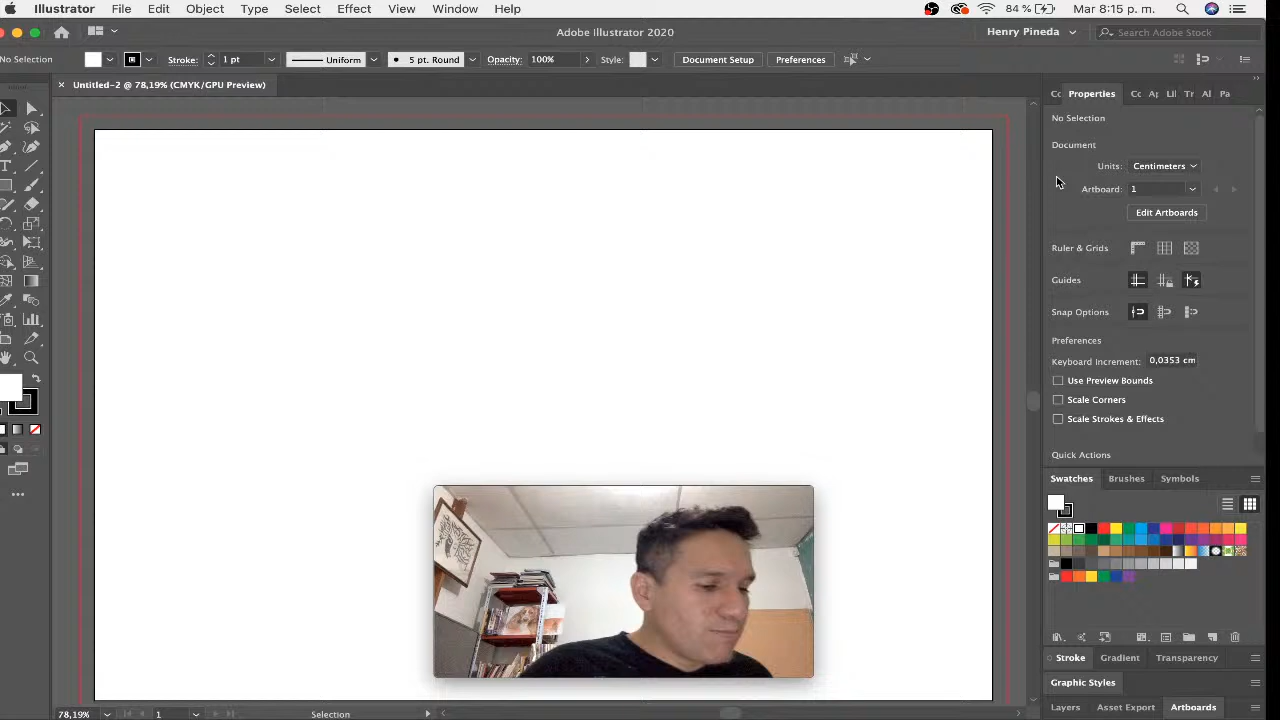 Illustrator File Edit Object Type Select Effect View Window Help 84 % Mar 8:15 p. m.
Adobe Illustrator 2020 Henry Pineda Search Adobe Stock
No Selection Stroke: 1 pt Uniform 5 pt. Round Opacity: 100% Style: Document Setup Preferences
Untitled-2 @ 78,19% (CMYK/GPU Preview)
Cc Properties Cc Ap Lil Tr Al Pa
No Selection
Document
Units: Centimeters
Artboard: 1
Edit Artboards
Ruler & Grids
Guides
Snap Options
Preferences
Keyboard Increment: 0,0353 cm
Use Preview Bounds
Scale Corners
Scale Strokes & Effects
Quick Actions
Swatches Brushes Symbols
Stroke Gradient Transparency
Graphic Styles
Layers Asset Export Artboards
78,19% 1 Selection